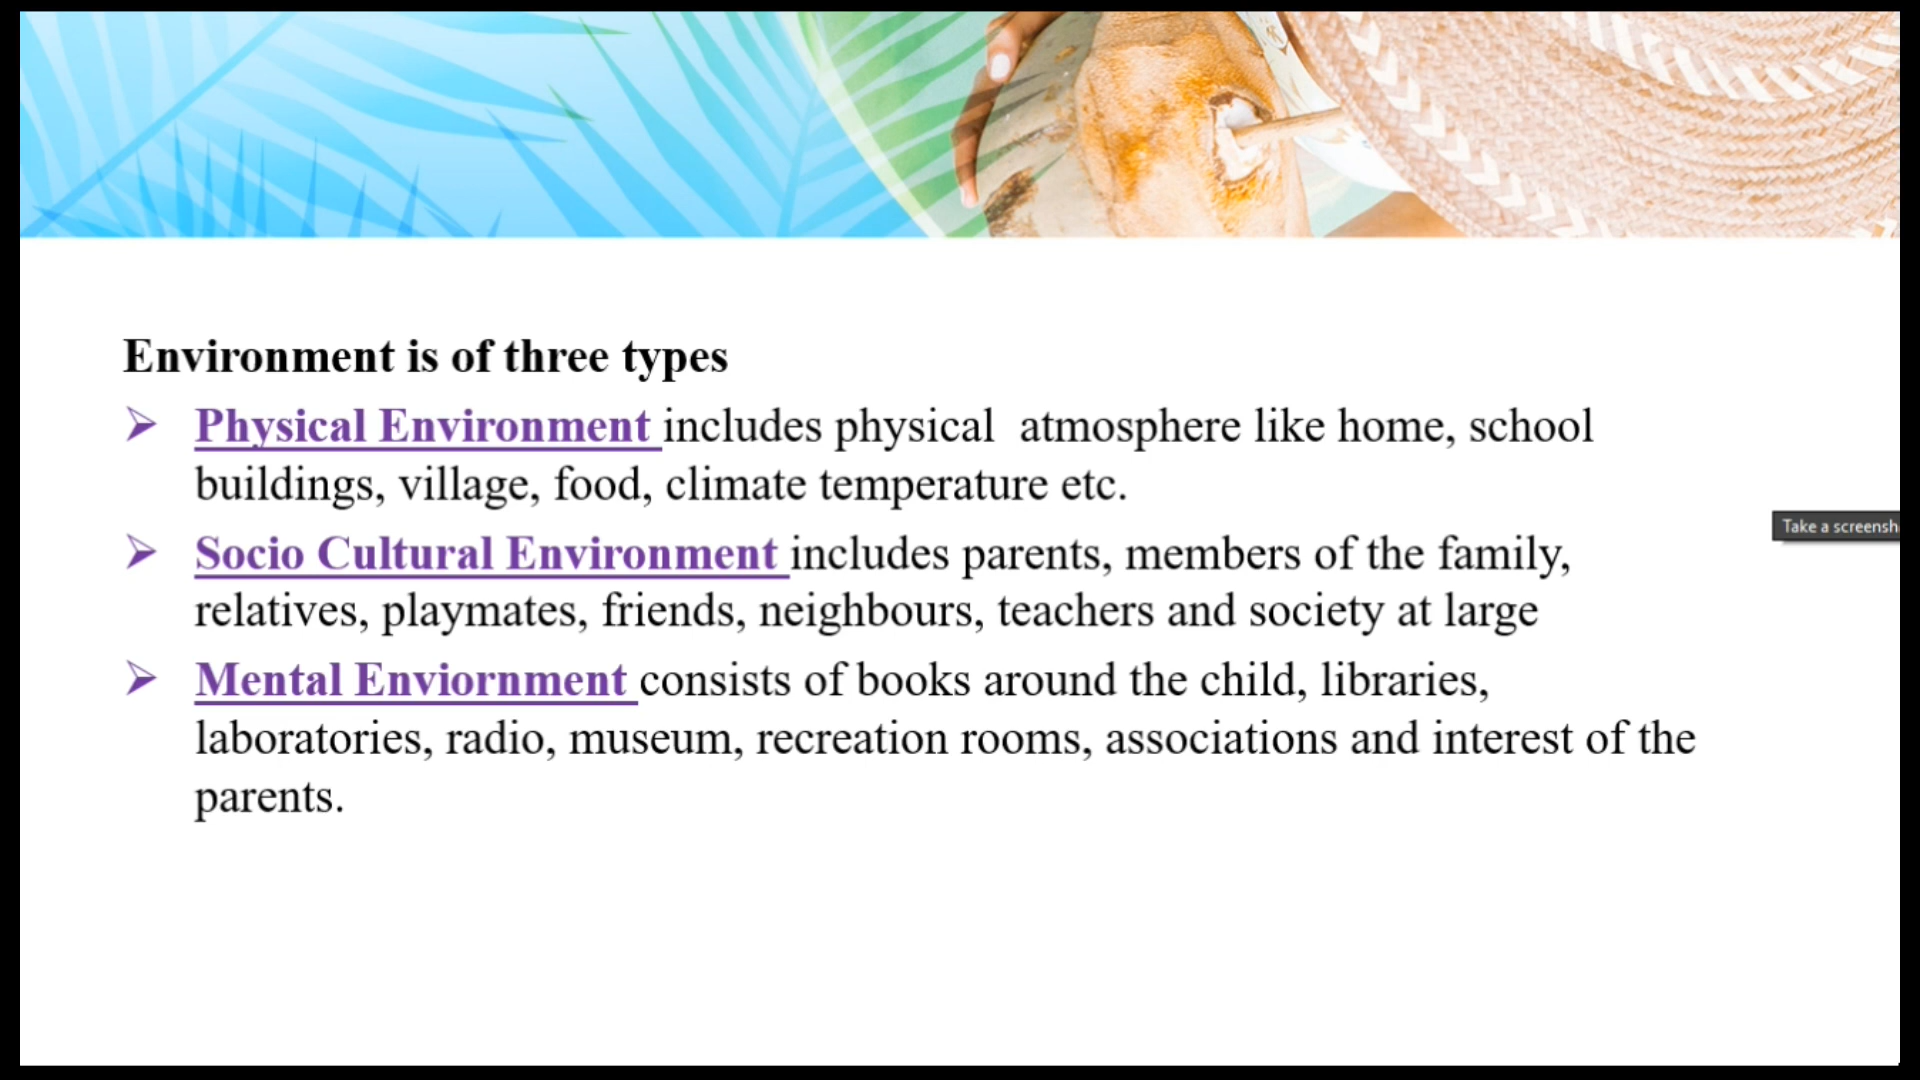 Environment is of three types
➢ Physical Environment includes physical atmosphere like home, school
buildings, village, food, climate temperature etc.
Take a screensh
➢ Socio Cultural Environment includes parents, members of the family,
relatives, playmates, friends, neighbours, teachers and society at large
➢ Mental Enviornment consists of books around the child, libraries,
laboratories, radio, museum, recreation rooms, associations and interest of the
parents.